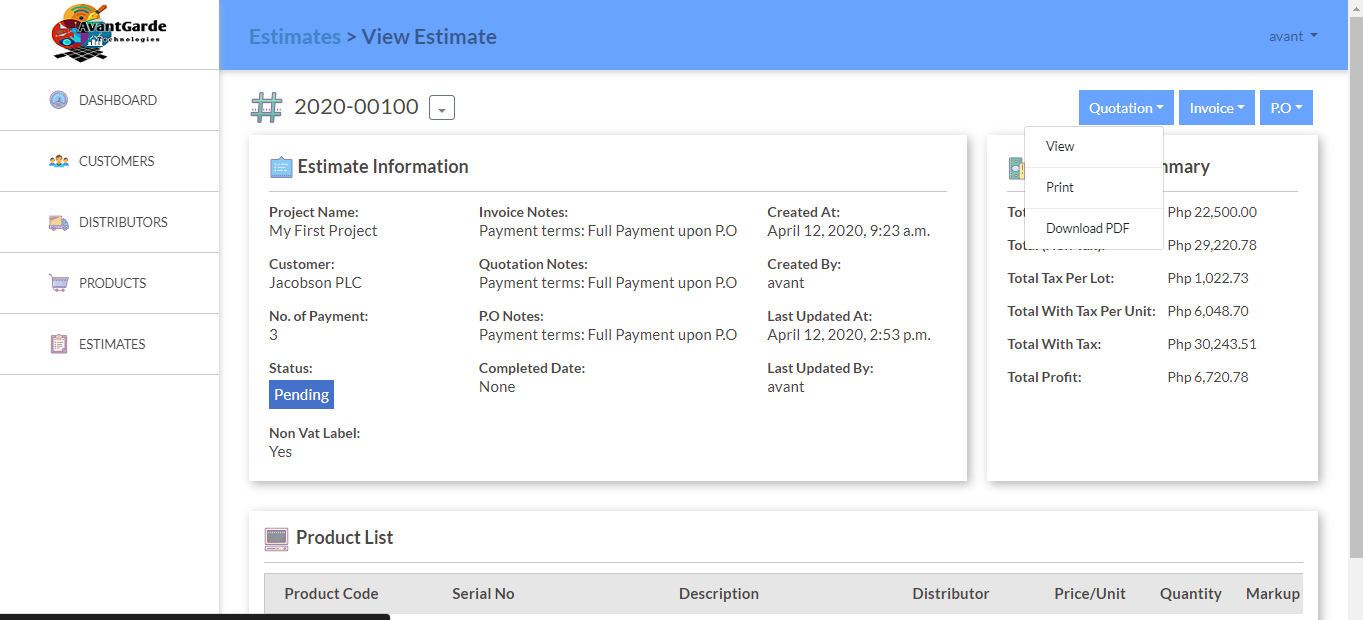 AvantGarde
Technologies
Estimates > View Estimate
avant
DASHBOARD
CUSTOMERS
DISTRIBUTORS
PRODUCTS
ESTIMATES
2020-00100
Quotation
Invoice
P.O
View
Print
Download PDF
Estimate Information
Project Name:
My First Project
Customer:
Jacobson PLC
No. of Payment:
3
Status:
Pending
Non Vat Label:
Yes
Invoice Notes:
Payment terms: Full Payment upon P.O
Quotation Notes:
Payment terms: Full Payment upon P.O
P.O Notes:
Payment terms: Full Payment upon P.O
Completed Date:
None
Created At:
April 12, 2020, 9:23 a.m.
Created By:
avant
Last Updated At:
April 12, 2020, 2:53 p.m.
Last Updated By:
avant
Php 22,500.00
Php 29,220.78
Total Tax Per Lot: Php 1,022.73
Total With Tax Per Unit: Php 6,048.70
Total With Tax: Php 30,243.51
Total Profit: Php 6,720.78
Product List
Product Code Serial No Description Distributor Price/Unit Quantity Markup